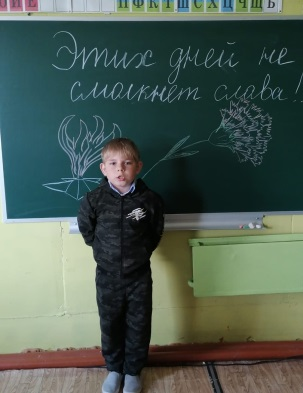 П Р Т Ш С Х Ц Ч Щ Б
Этих дней не
смолкнет слава!